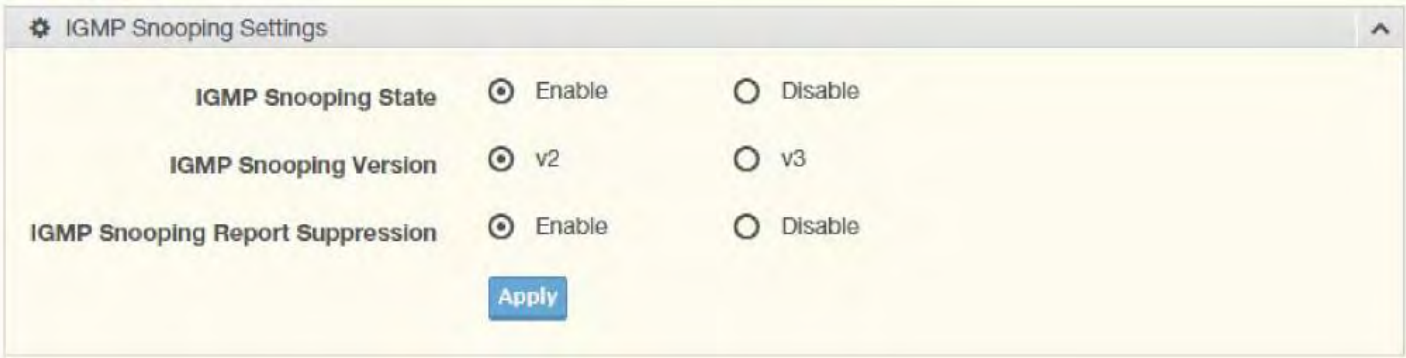 IGMP Snooping Settings
IGMP Snooping State Enable Disable
IGMP Snooping Version v2 v3
IGMP Snooping Report Suppression Enable Disable
Apply